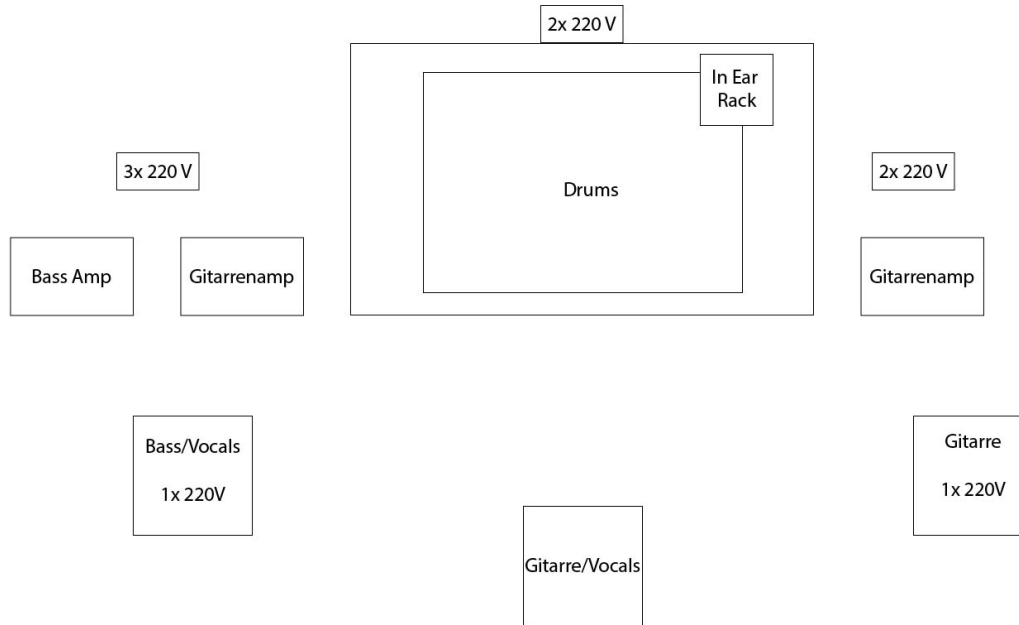 2x 220 V
In Ear
Rack
3x 220 V
Drums
2x 220 V
Bass Amp
Gitarrenamp
Gitarrenamp
Bass/Vocals
1x 220V
Gitarre
1x 220V
Gitarre/Vocals